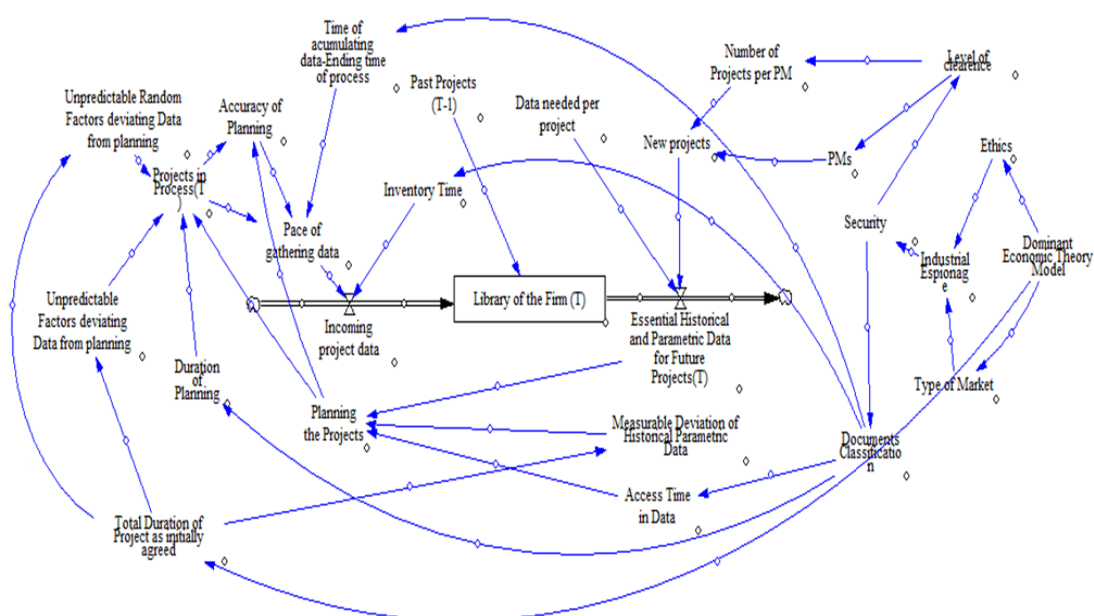 Time of
acumulating
data-Ending time
of process
Number of
Projects per PM
Level of
clearence
Past Projects
(T-1)
Unpredictable Random
Factors deviating Data
from planning
Accuracy of
Planning
Data needed per
project
New projects
PMs
Ethics
Projects in
Process(T
)
Inventory Time
Pace of
gathering data
Security
Industrial
Espionag
e
Dominant
Economic Theory
Model
Library of the Firm (T)
Unpredictable
Factors deviating
Data from planning
Incoming
project data
Essential Historical
and Parametric Data
for Future
Projects(T)
Duration
of
Planning
Type of Market
Planning
the Projects
Measurable Deviation of
Historical Parametric
Data
Documents
Classificatio
n
Access Time
in Data
Total Duration of
Project as initially
agreed